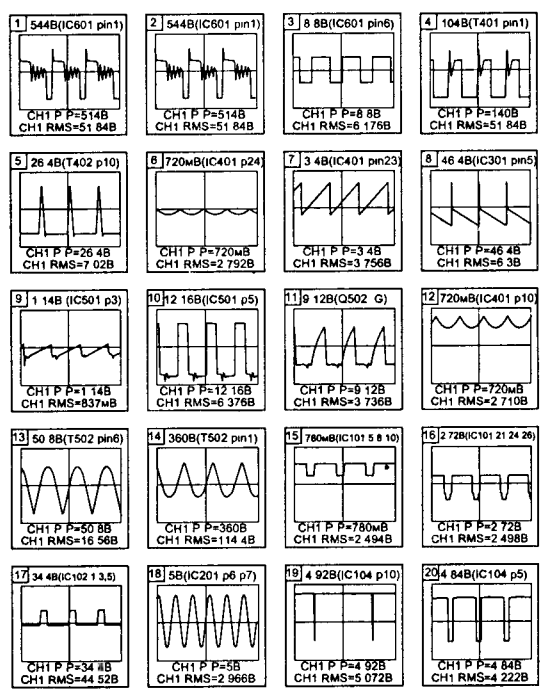 1 544В(IC601 pin1)
CH1 P P=514В
CH1 RMS=51 84В
2 544В(IC601 pin1)
CH1 P P=514В
CH1 RMS=51 84В
3 8 8В(IC601 pin6)
CH1 P P=8 8В
CH1 RMS=6 176В
4 104В(T401 pin1)
CH1 P P=140В
CH1 RMS=51 84В
5 26 4В(T402 p10)
CH1 P P=26 4В
CH1 RMS=7 02В
6 720мВ(IC401 p24)
CH1 P P=720мВ
CH1 RMS=2 792В
7 3 4В(IC401 pin23)
CH1 P P=3 4В
CH1 RMS=3 756В
8 46 4В(IC301 pin5)
CH1 P P=46 4В
CH1 RMS=6 3В
9 1 14В(IC501 p3)
CH1 P P=1 14В
CH1 RMS=837мВ
10 12 16В(IC501 p5)
CH1 P P=12 16В
CH1 RMS=6 376В
11 9 12В(Q502 G)
CH1 P P=9 12В
CH1 RMS=3 736В
12 720мВ(IC401 p10)
CH1 P P=720мВ
CH1 RMS=2 710В
13 50 8В(T502 pin6)
CH1 P P=50 8В
CH1 RMS=16 56В
14 360В(T502 pin1)
CH1 P P=360В
CH1 RMS=114 4В
15 780мВ(IC101 5 8 10)
CH1 P P=780мВ
CH1 RMS=2 494В
16 2 72В(IC101 21 24 26)
CH1 P P=2 72В
CH1 RMS=2 498В
17 34 4В(IC102 1 3,5)
CH1 P P=34 4В
CH1 RMS=44 52В
18 5В(IC201 p6 p7)
CH1 P P=5В
CH1 RMS=2 966В
19 4 92В(IC104 p10)
CH1 P P=4 92В
CH1 RMS=5 072В
20 4 84В(IC104 p5)
CH1 P P=4 84В
CH1 RMS=4 222В